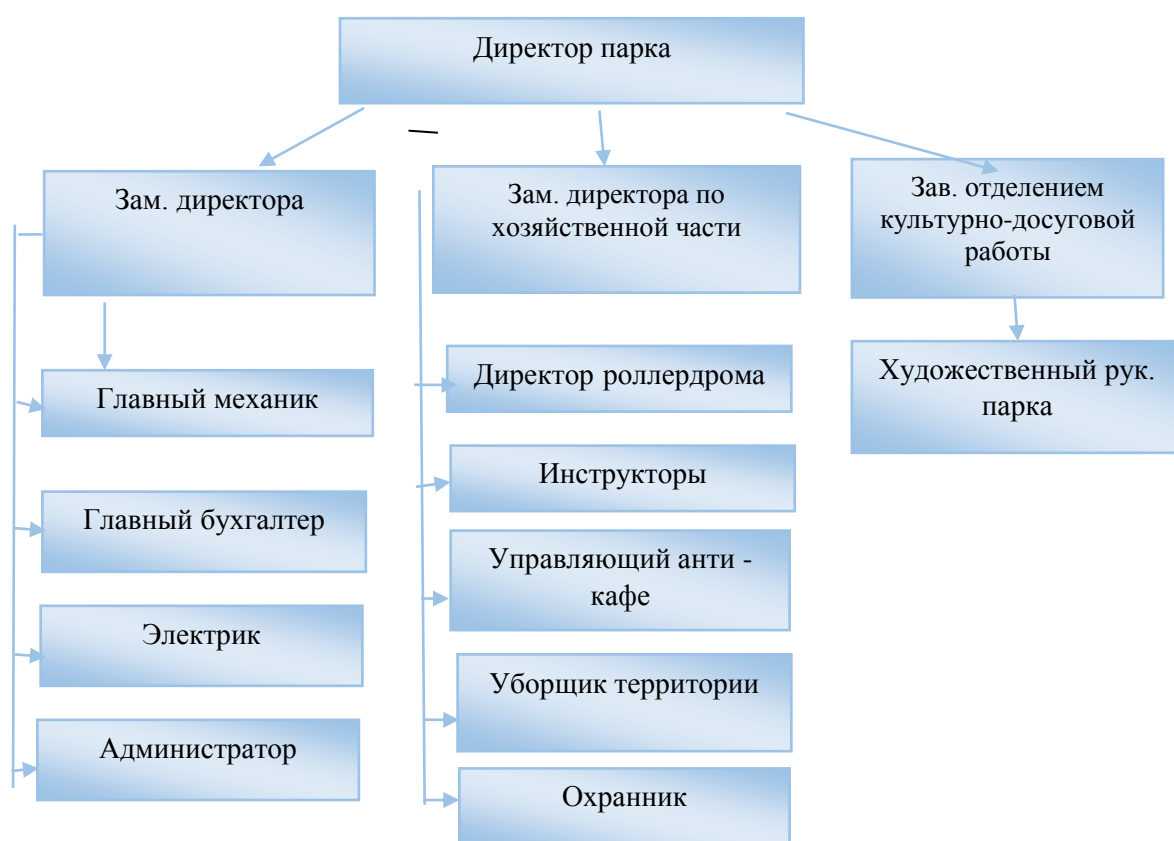 Директор парка
Зам. директора
Зам. директора по
хозяйственной части
Зав. отделением
культурно-досуговой
работы
Главный механик
Главный бухгалтер
Электрик
Администратор
Директор роллердрома
Инструкторы
Управляющий анти -
кафе
Уборщик территории
Охранник
Художественный рук.
парка